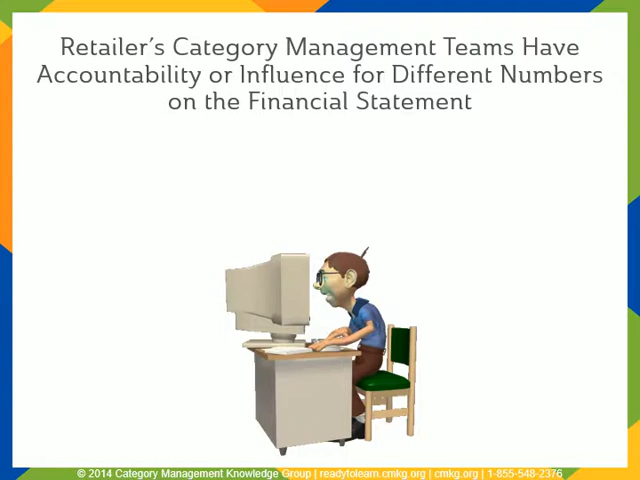 Retailer's Category Management Teams Have
Accountability or Influence for Different Numbers
on the Financial Statement
© 2014 Category Management Knowledge Group | readytolearn.cmkg.org | cmkg.org | 1-855-548-2376